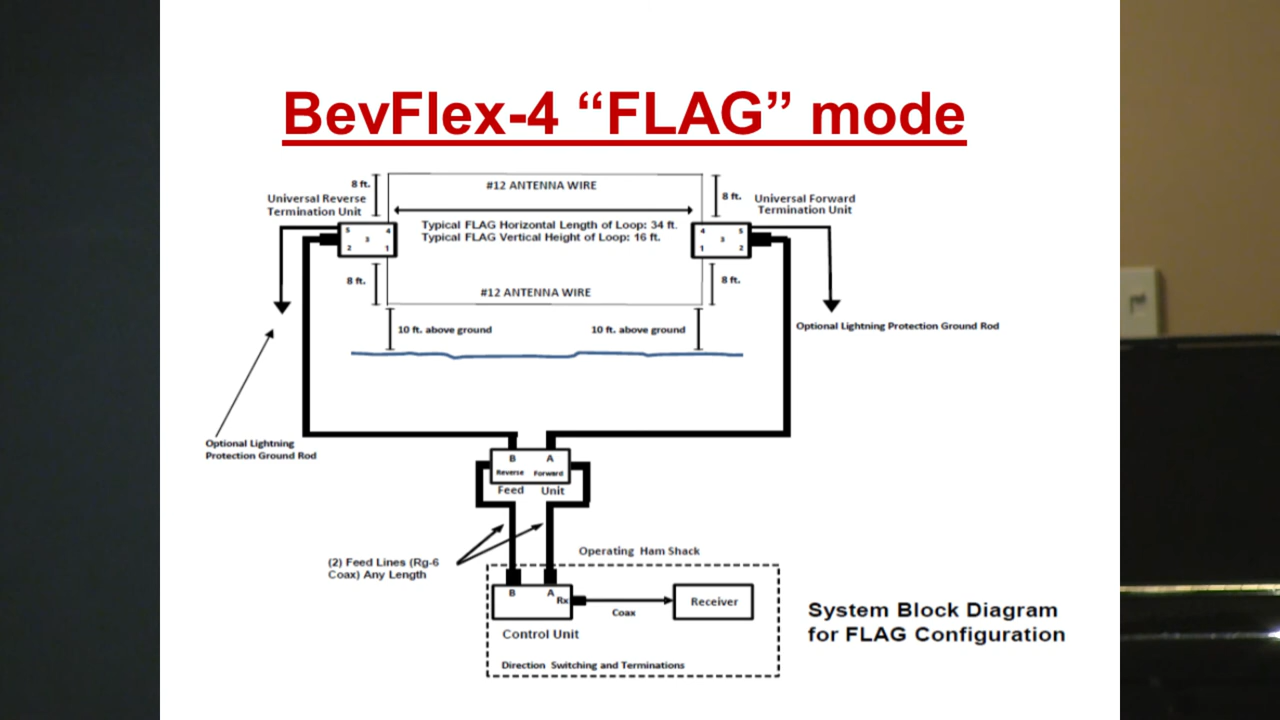 BevFlex-4 “FLAG” mode
8 ft.
#12 ANTENNA WIRE
8 ft.
Universal Reverse
Termination Unit
Universal Forward
Termination Unit
Typical FLAG Horizontal Length of Loop: 34 ft.
Typical FLAG Vertical Height of Loop: 16 ft.
5 4
3
2 1
4 5
3
1 2
8 ft.
8 ft.
#12 ANTENNA WIRE
10 ft. above ground
10 ft. above ground
Optional Lightning Protection Ground Rod
Optional Lightning
Protection Ground Rod
B A
Reverse Forward
Feed Unit
(2) Feed Lines (Rg-6
Coax) Any Length
Operating Ham Shack
B A
Rx
Receiver
Coax
Control Unit
Direction Switching and Terminations
System Block Diagram
for FLAG Configuration